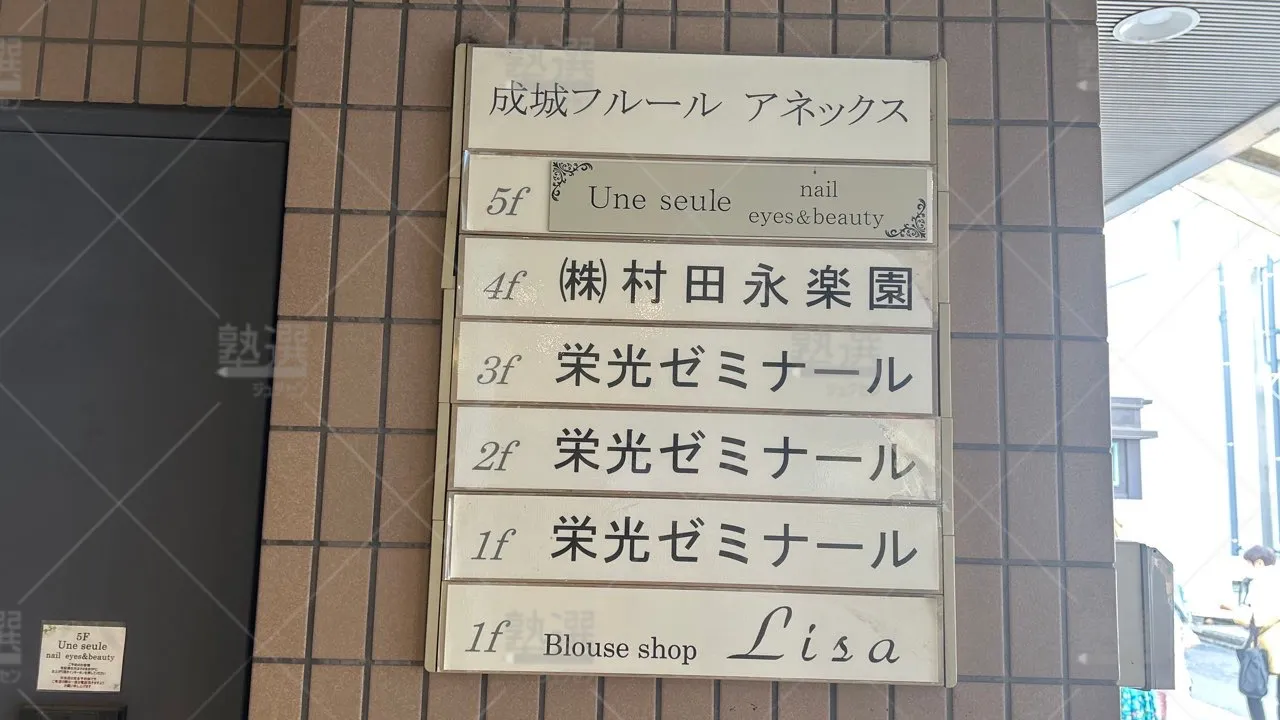 成城フルール アネックス
5f Une seule nail
eyes&beauty
4f ㈱村田永楽園
3f 栄光ゼミナール
2f 栄光ゼミナール
1f 栄光ゼミナール
1f Blouse shop Lisa
5F
Une seule
nail eyes&beauty
塾選